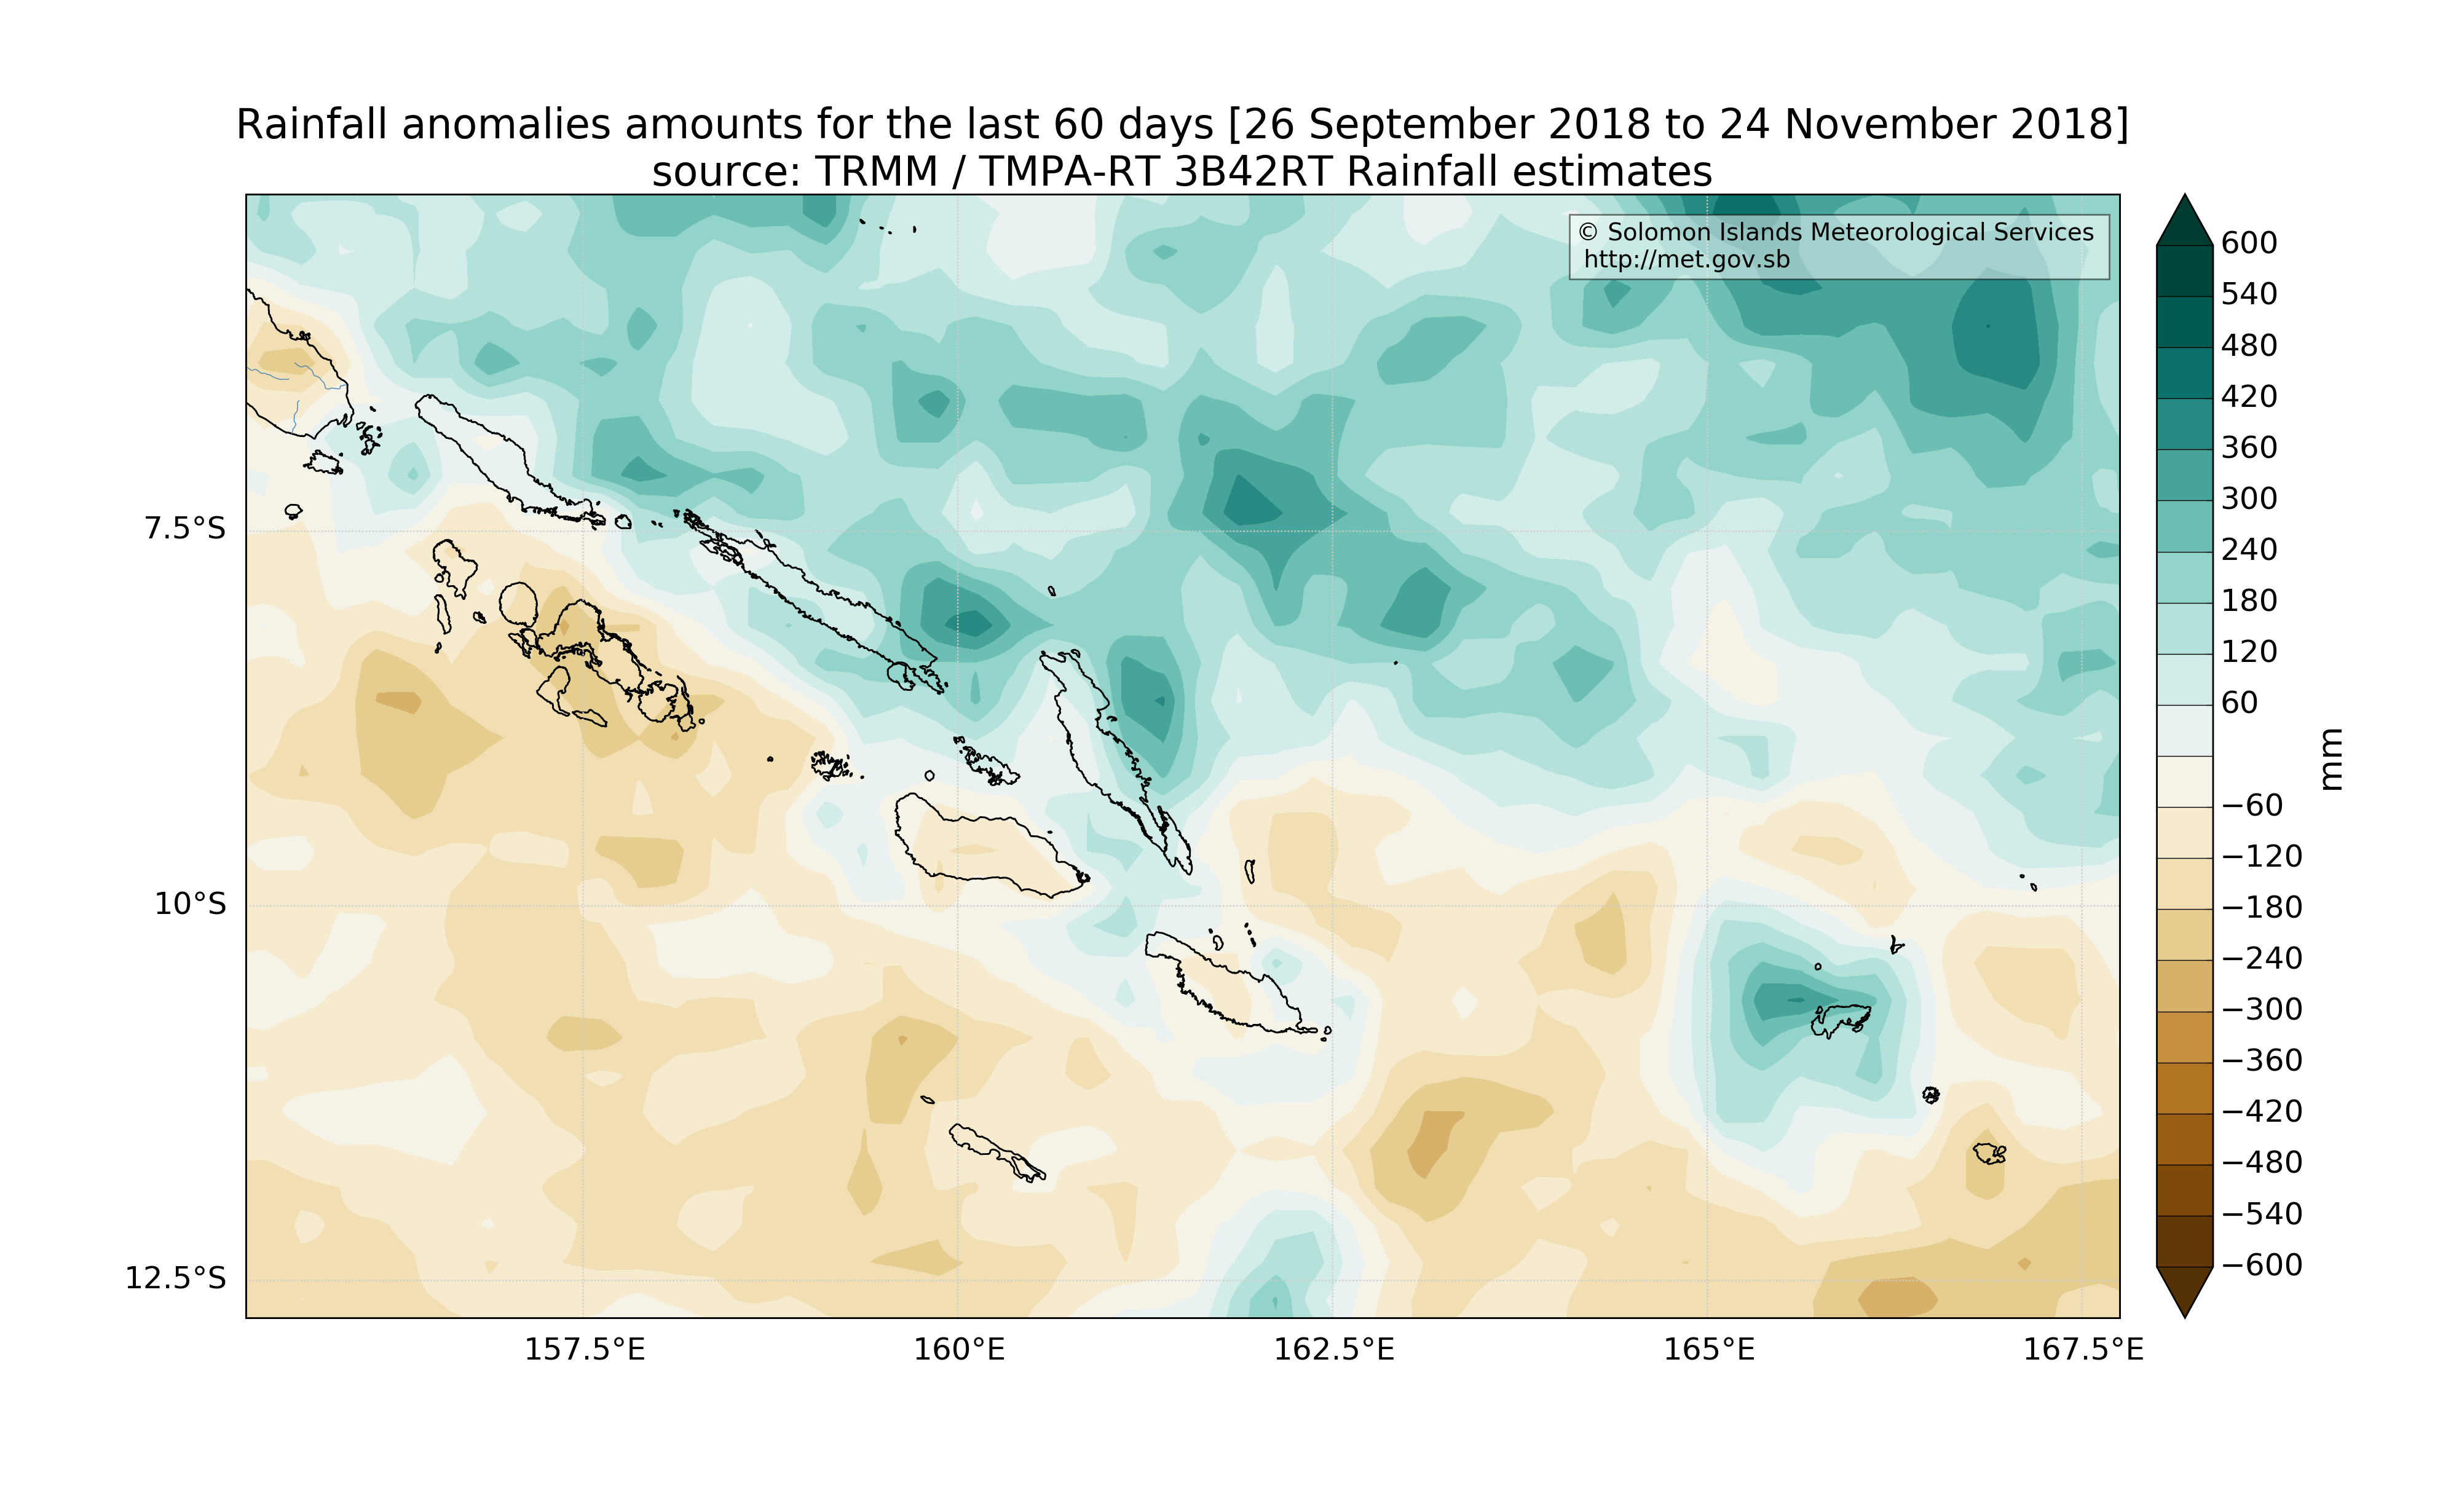 Rainfall anomalies amounts for the last 60 days [26 September 2018 to 24 November 2018]
source: TRMM / TMPA-RT 3B42RT Rainfall estimates
© Solomon Islands Meteorological Services
http://met.gov.sb
7.5°S
10°S
12.5°S
157.5°E
160°E
162.5°E
165°E
167.5°E
600
540
480
420
360
300
240
180
120
60
−60
−120
−180
−240
−300
−360
−420
−480
−540
−600
mm